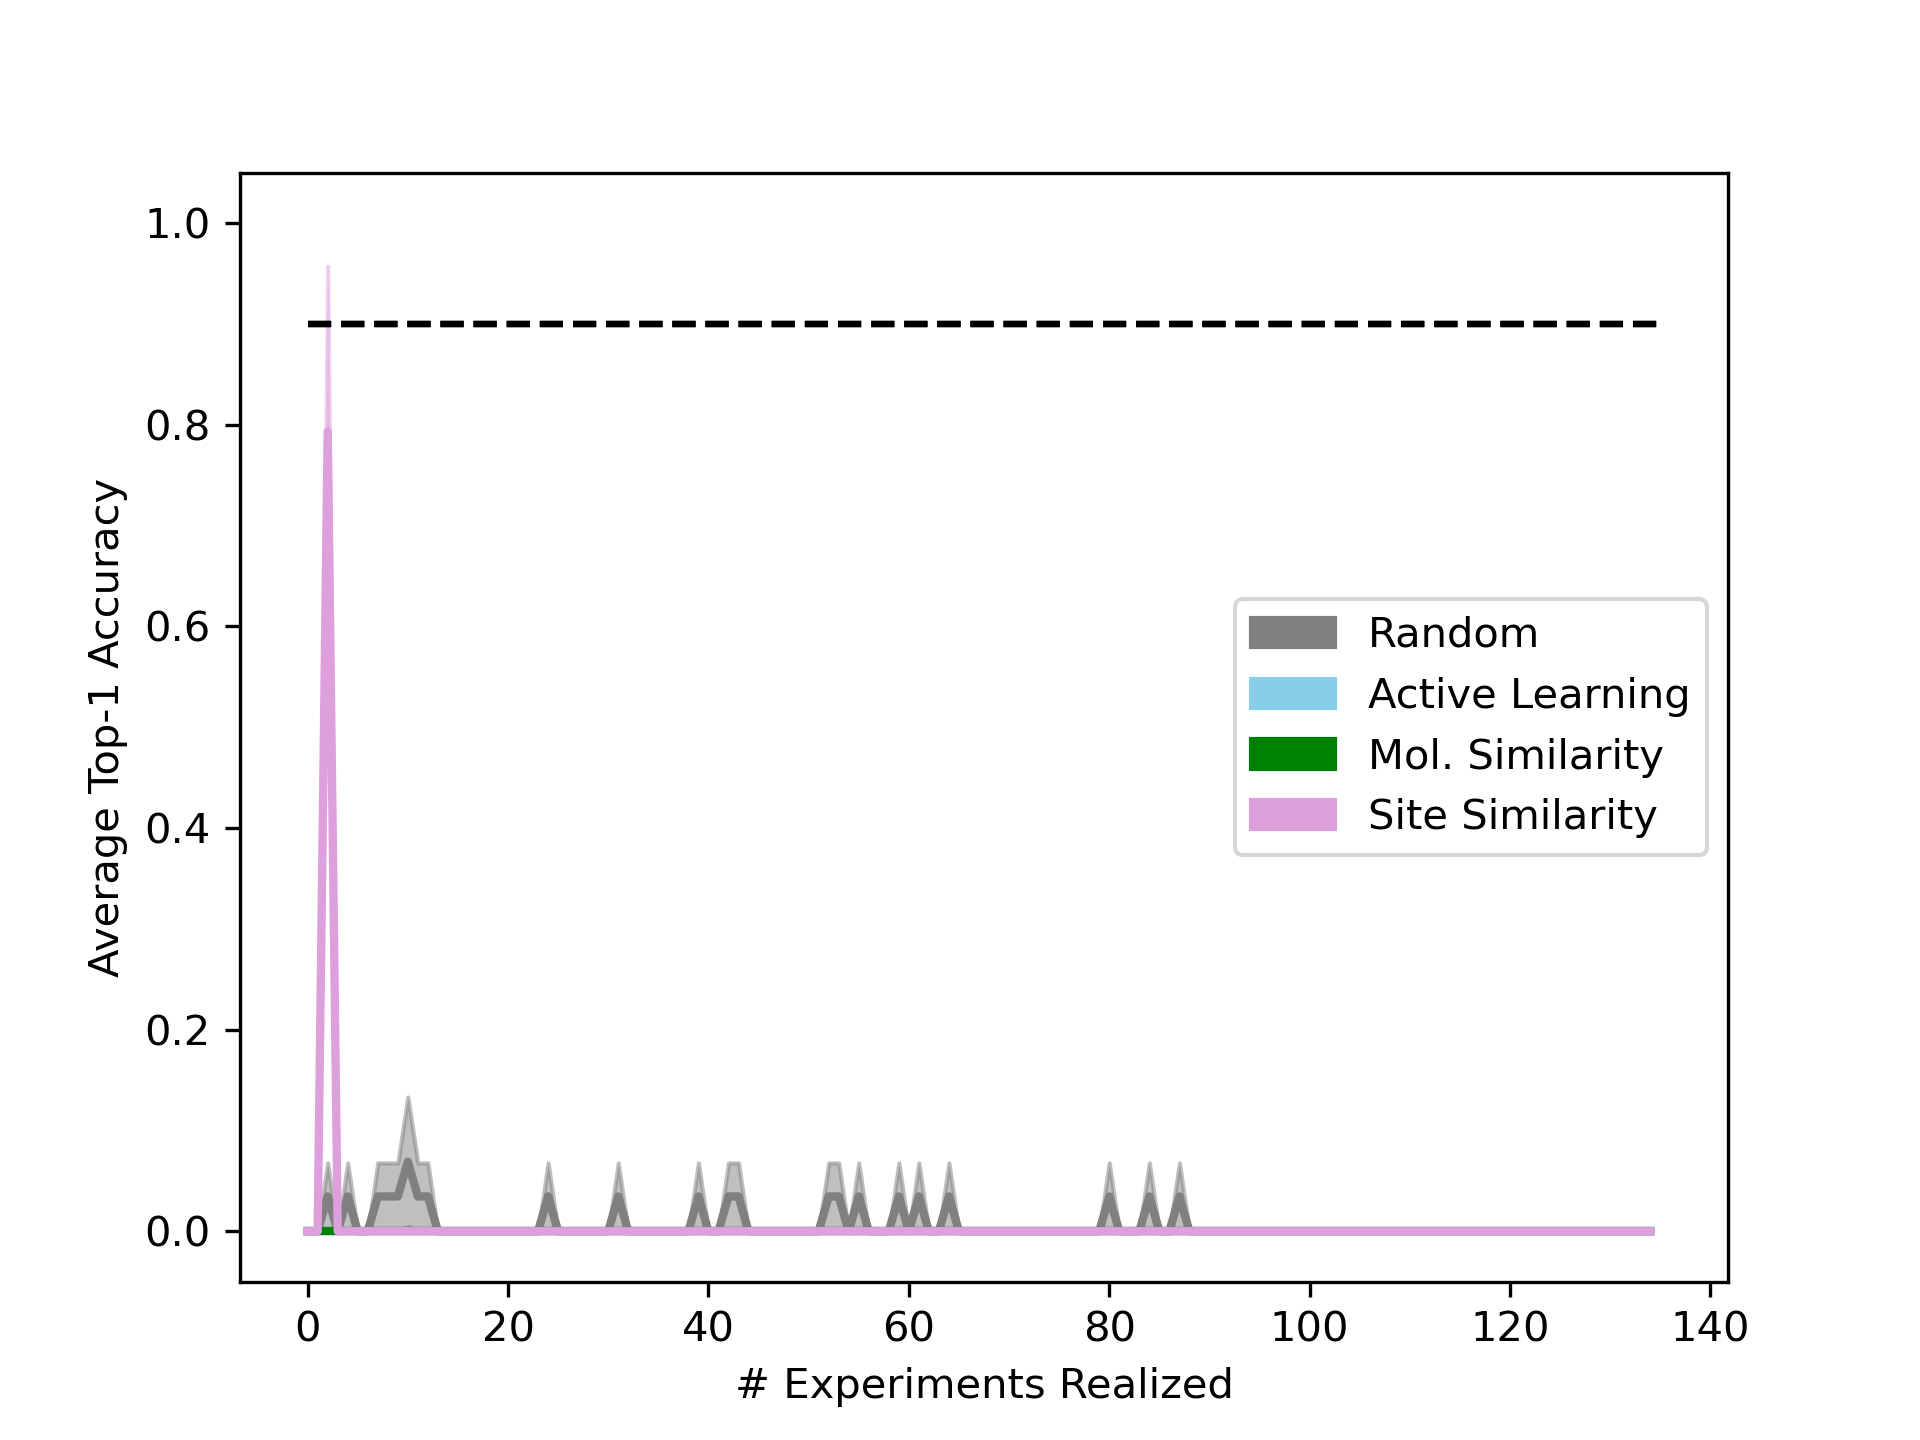 1.0
0.8
0.6
0.4
0.2
0.0
Average Top-1 Accuracy
Random
Active Learning
Mol. Similarity
Site Similarity
0 20 40 60 80 100 120 140
# Experiments Realized